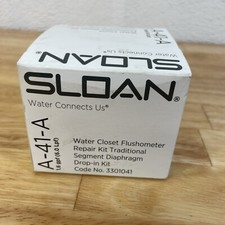 SLOAN
Water Connects Us®
A-41-A
SLOAN®
Water Connects Us®
A-41-A
1.6 gpf (6.0 Lpf)
Water Closet Flushometer
Repair Kit Traditional
Segment Diaphragm
Drop-in Kit
Code No. 3301041